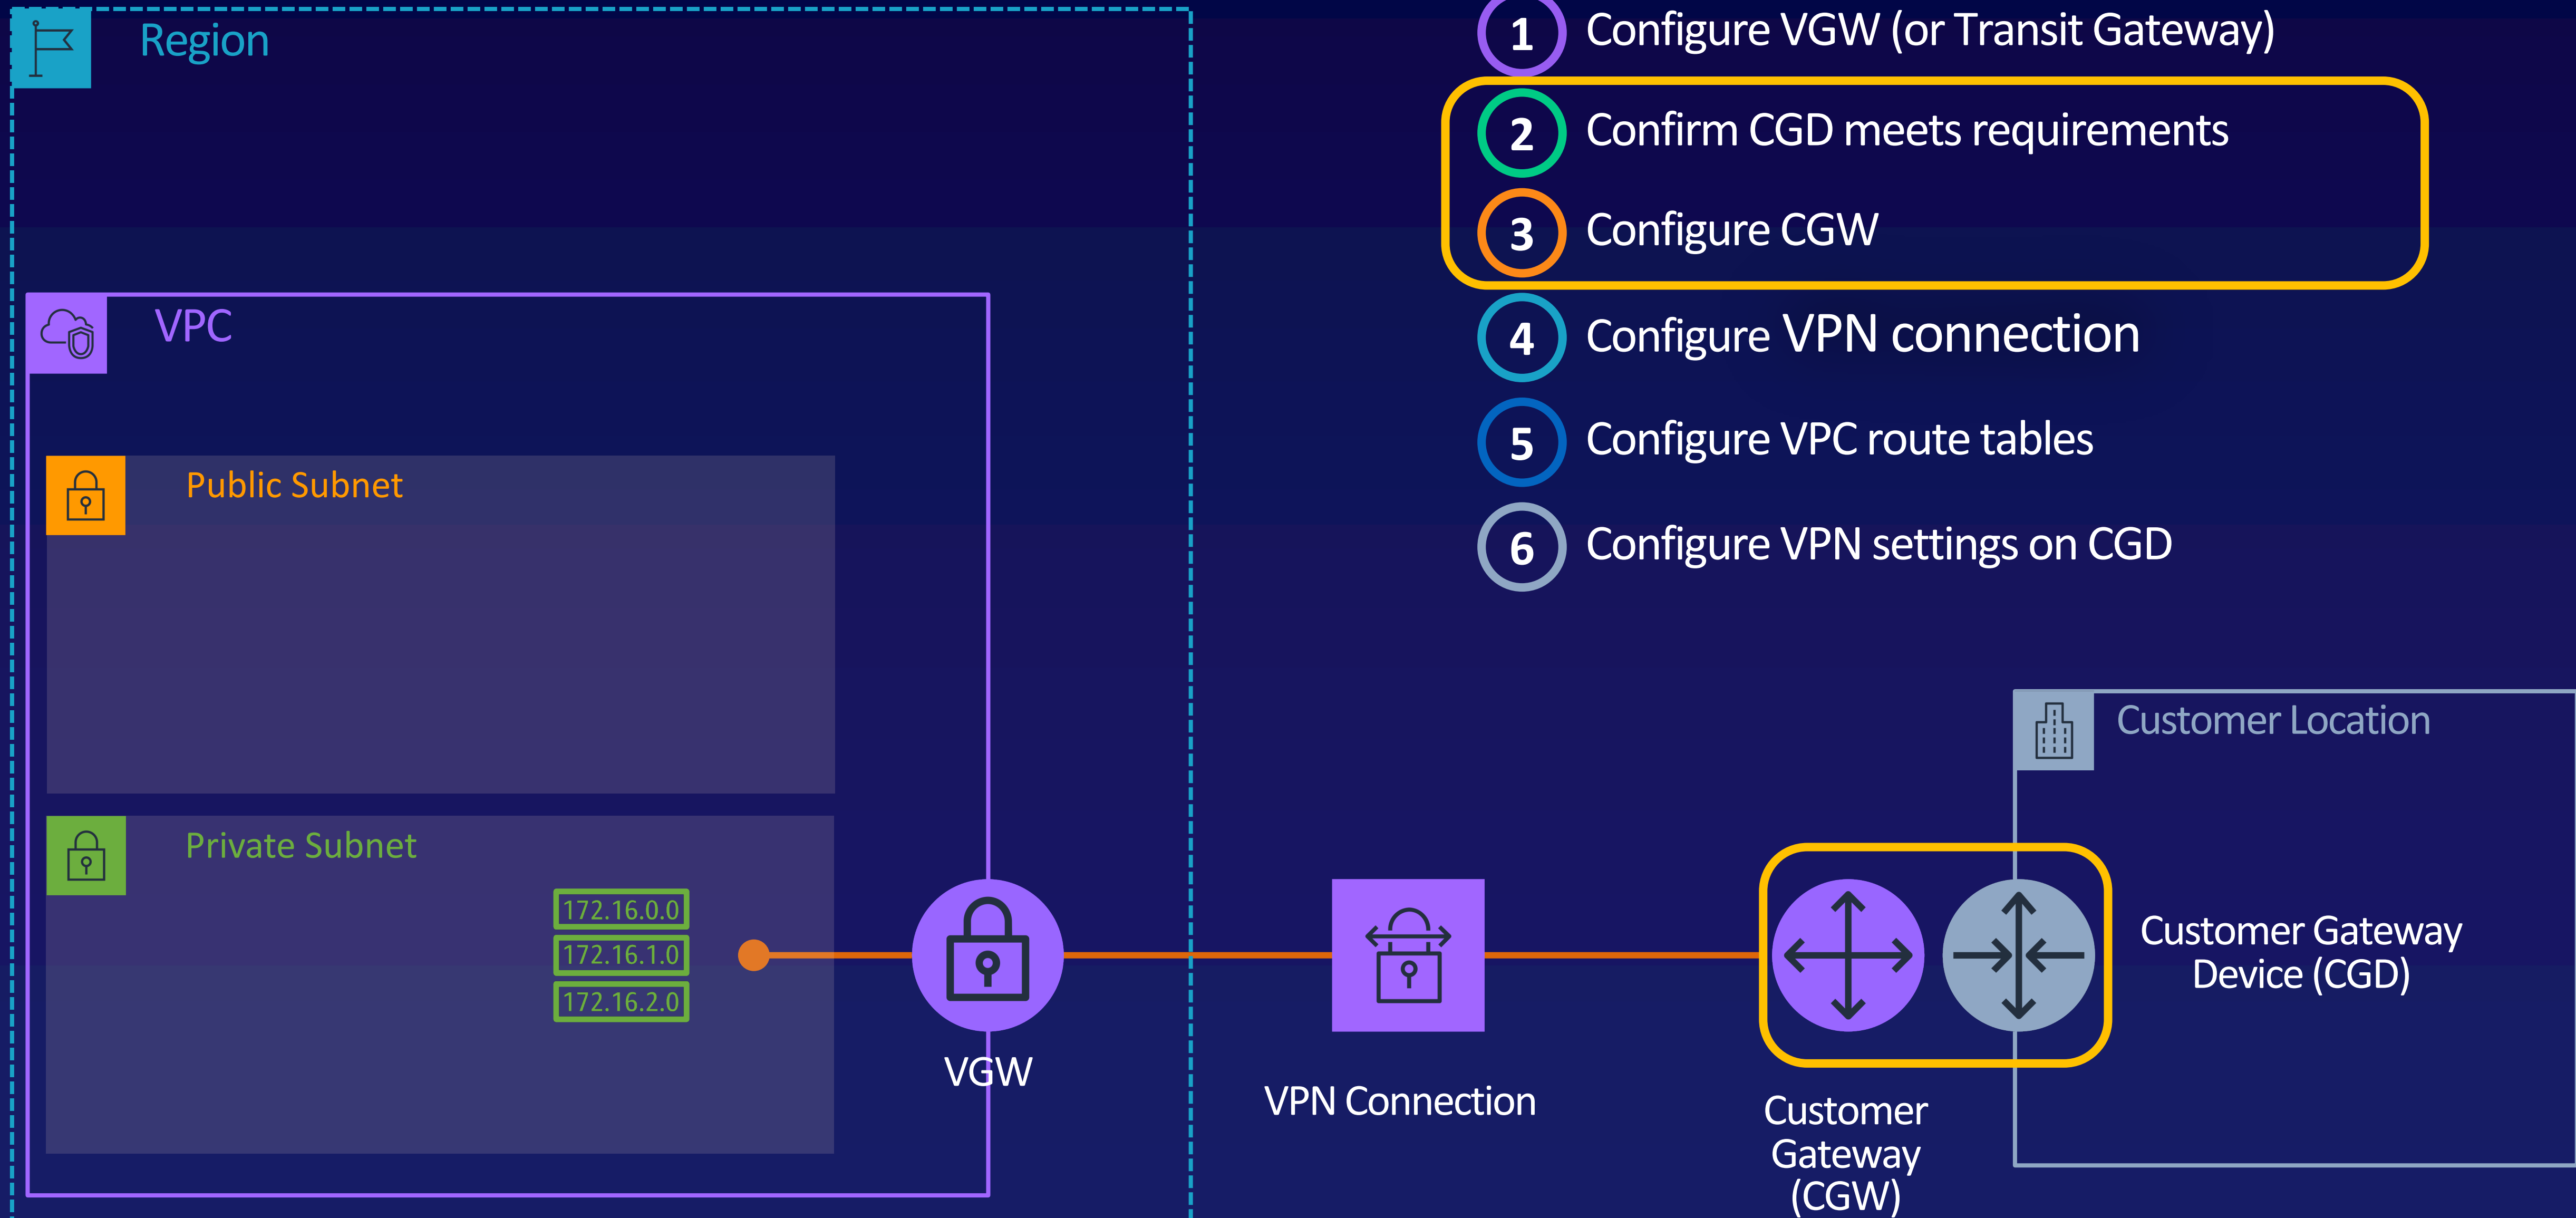 Region
1 Configure VGW (or Transit Gateway)
2 Confirm CGD meets requirements
3 Configure CGW
4 Configure VPN connection
5 Configure VPC route tables
6 Configure VPN settings on CGD
VPC
Public Subnet
Private Subnet
172.16.0.0
172.16.1.0
172.16.2.0
VGW
VPN Connection
Customer
Gateway
(CGW)
Customer Location
Customer Gateway
Device (CGD)